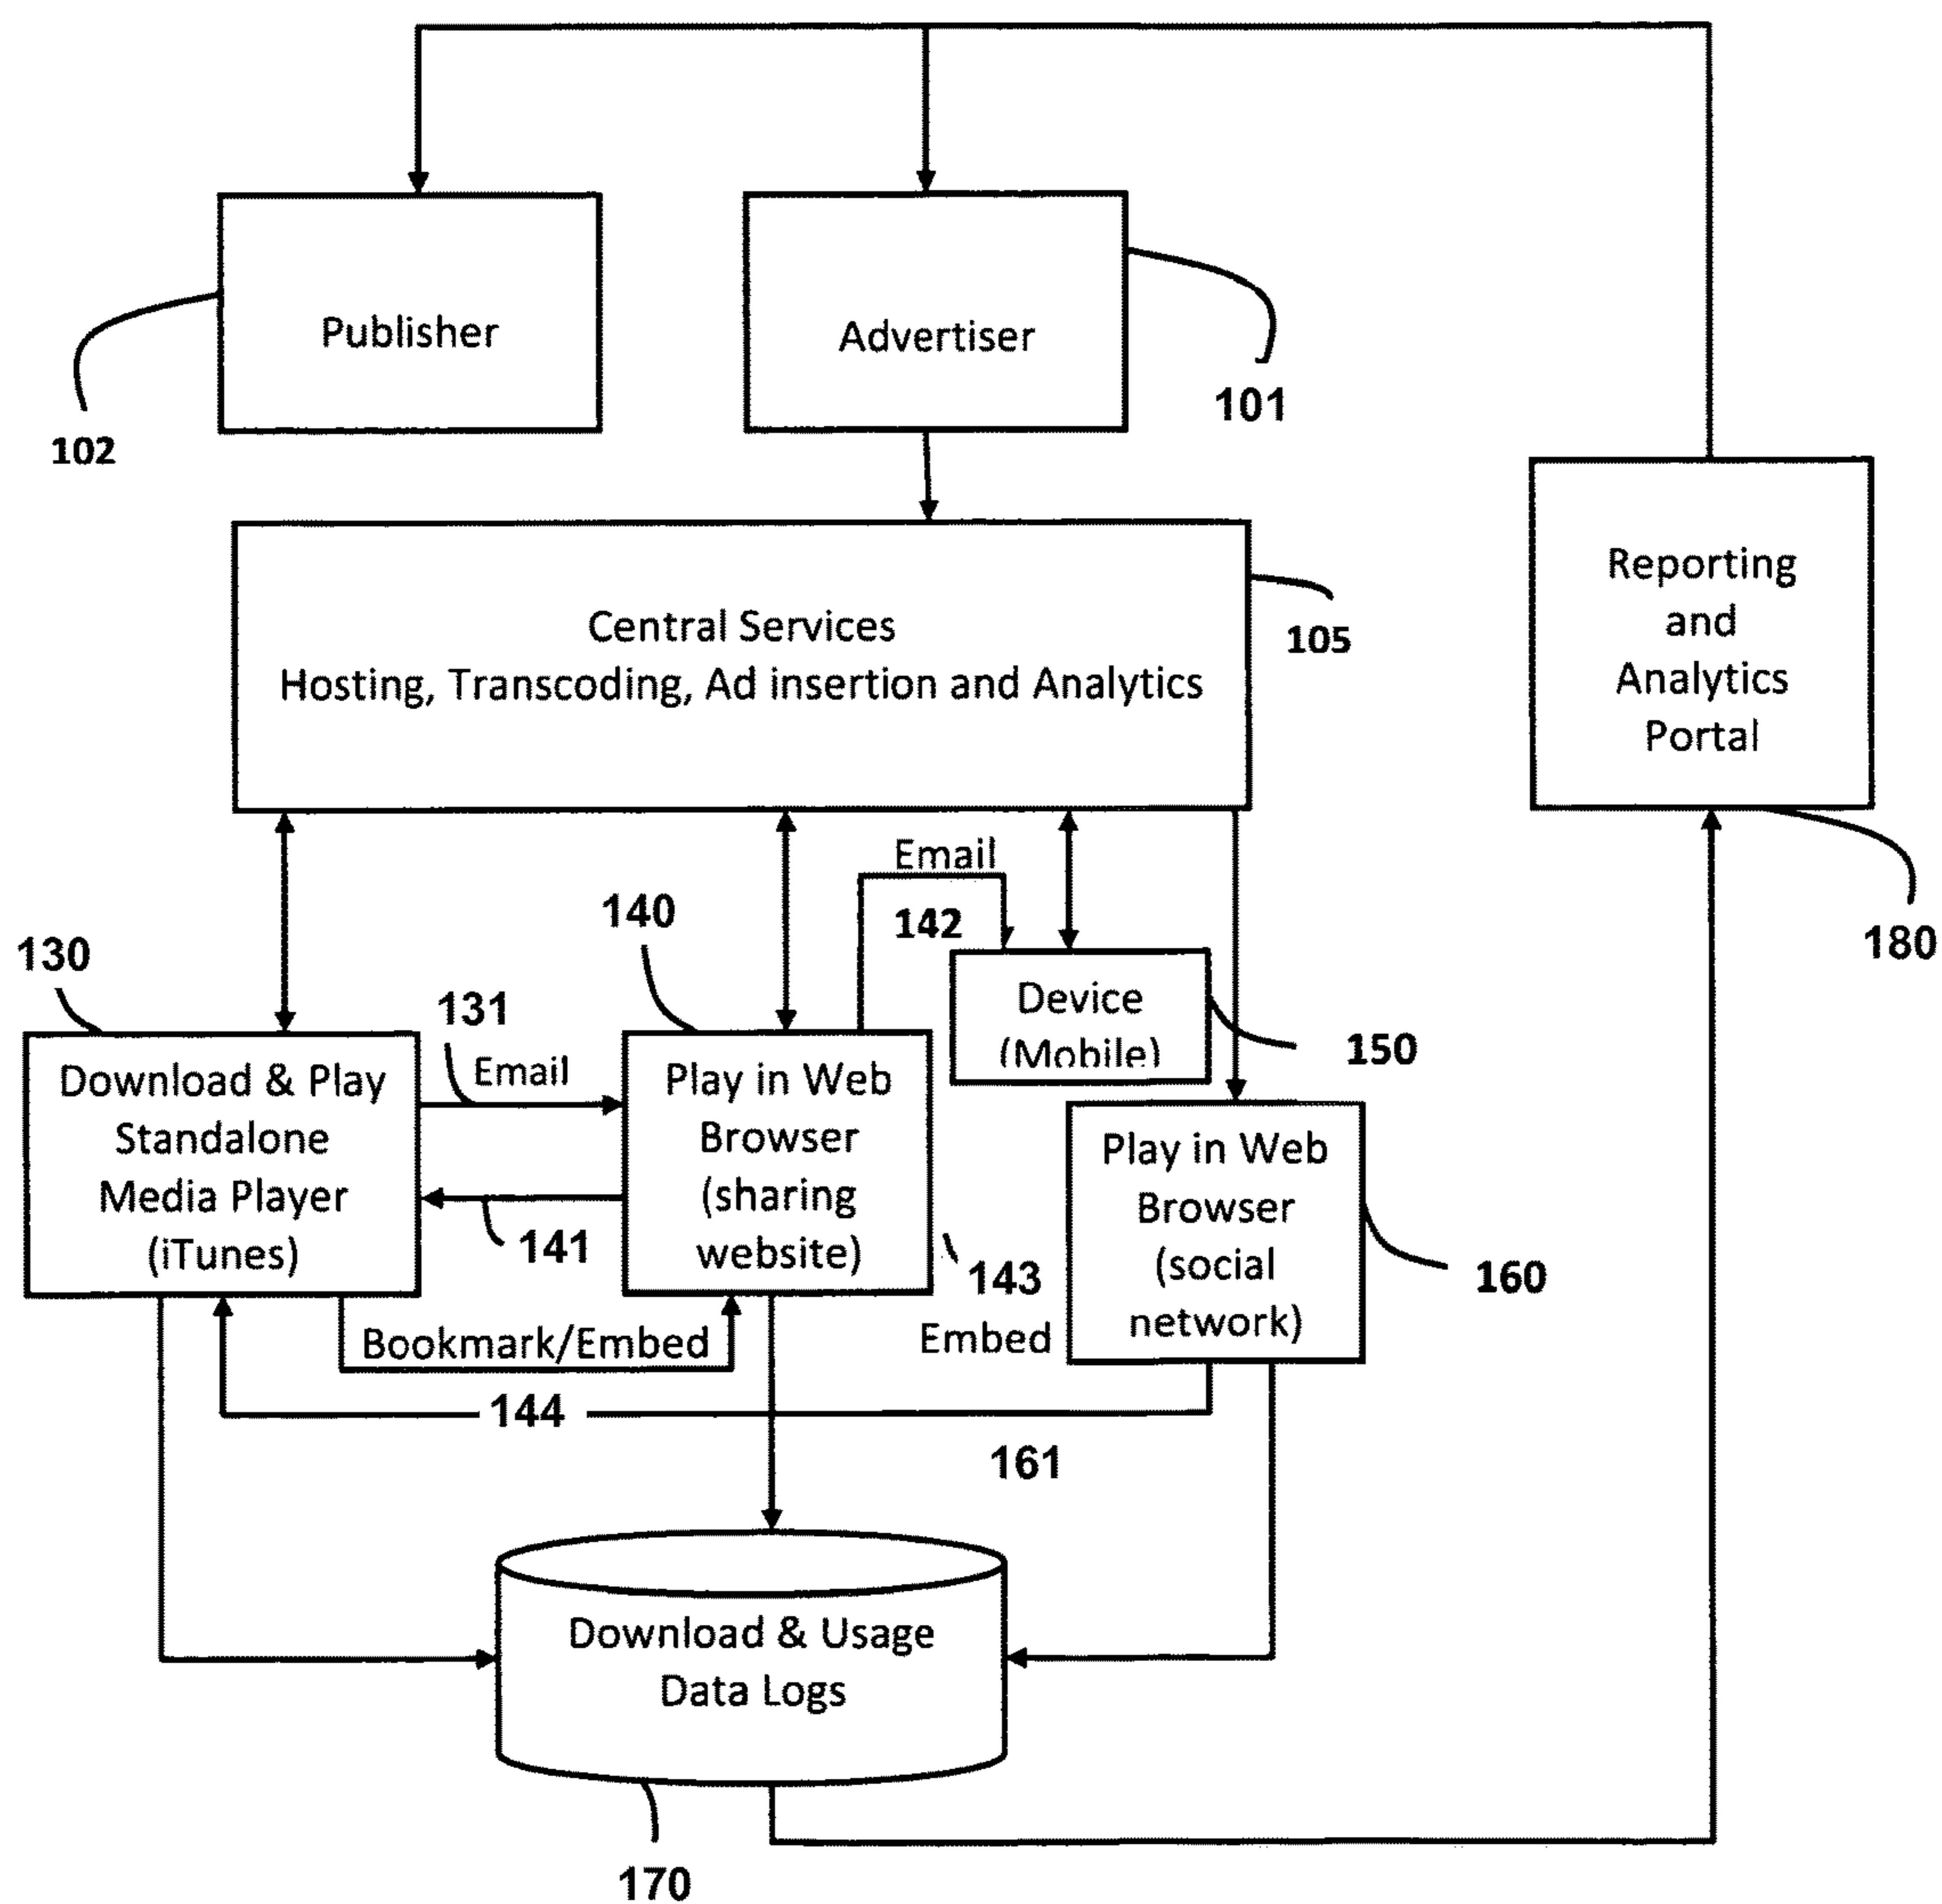 Publisher
Advertiser
102
101
Central Services
Hosting, Transcoding, Ad insertion and Analytics
105
Reporting
and
Analytics
Portal
180
Email
142
140
130
131
Email
Device
(Mobile)
150
Download & Play
Standalone
Media Player
(iTunes)
Play in Web
Browser
(sharing
website)
141
143
Embed
Play in Web
Browser
(social
network)
160
Bookmark/Embed
144
161
Download & Usage
Data Logs
170